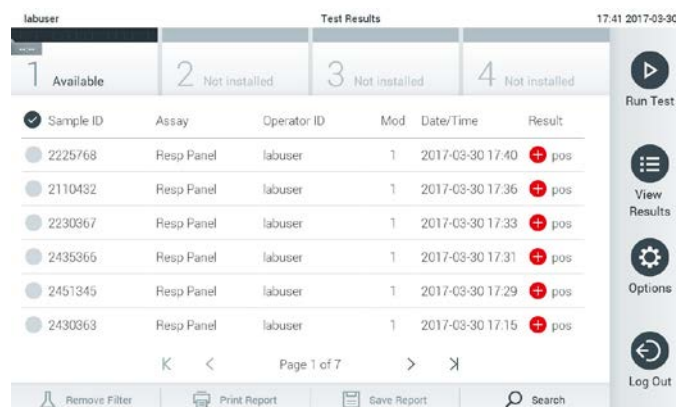 labuser Test Results 17:41 2017-03-30
1 Available 2 Not installed 3 Not installed 4 Not installed
Run Test
Sample ID Assay Operator ID Mod Date/Time Result
2225768 Resp Panel labuser 1 2017-03-30 17:40 pos
2110432 Resp Panel labuser 1 2017-03-30 17:36 pos
View
Results
2230367 Resp Panel labuser 1 2017-03-30 17:33 pos
2435366 Resp Panel labuser 1 2017-03-30 17:31 pos
Options
2451345 Resp Panel labuser 1 2017-03-30 17:29 pos
2430363 Resp Panel labuser 1 2017-03-30 17:15 pos
Page 1 of 7
Log Out
Remove Filter Print Report Save Report Search